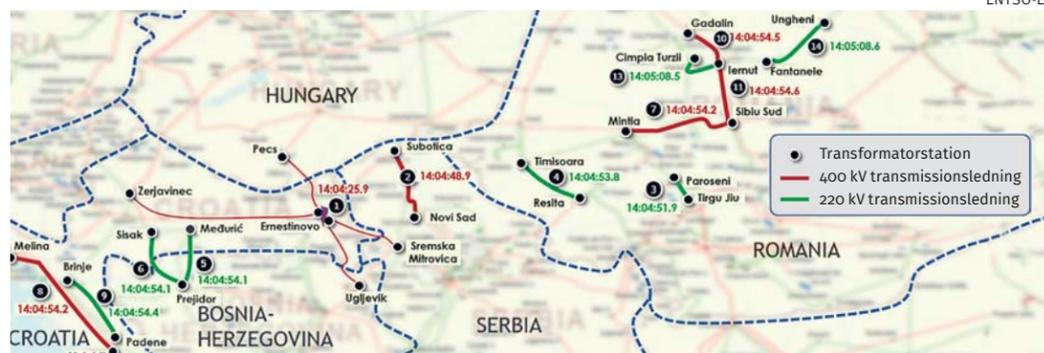 ENTSO-E
Gadalin
Ungheni
10
14:04:54.5
14
14:05:08.6
Cimpia Turzii
13
14:05:08.5
Iernut
Fantanele
11
14:04:54.6
7
14:04:54.2
Mintia
Sibiu Sud
HUNGARY
Pecs
Subotica
2
14:04:48.9
Novi Sad
Timisoara
4
14:04:53.8
Resita
3
14:04:51.9
Paroseni
Tirgu Jiu
Transformatorstation
400 kV transmissionsledning
220 kV transmissionsledning
Zerjavinec
14:04:25.9
1
Ernestinovo
CROATIA
Sisak
Međurić
Sremska
Mitrovica
Melina
Brinje
6
14:04:54.1
5
14:04:54.1
Prejidor
Ugljevik
8
14:04:54.2
9
14:04:54.4
BOSNIA-
HERZEGOVINA
SERBIA
ROMANIA
CROATIA
Padene